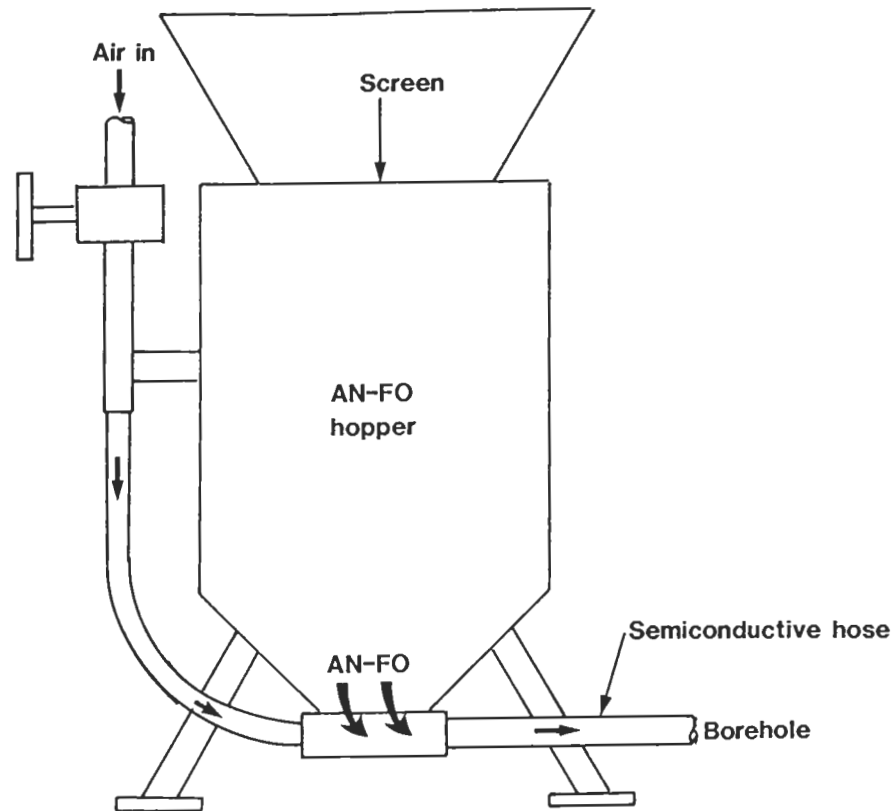 Air in
Screen
AN-FO
hopper
Semiconductive hose
AN-FO
Borehole